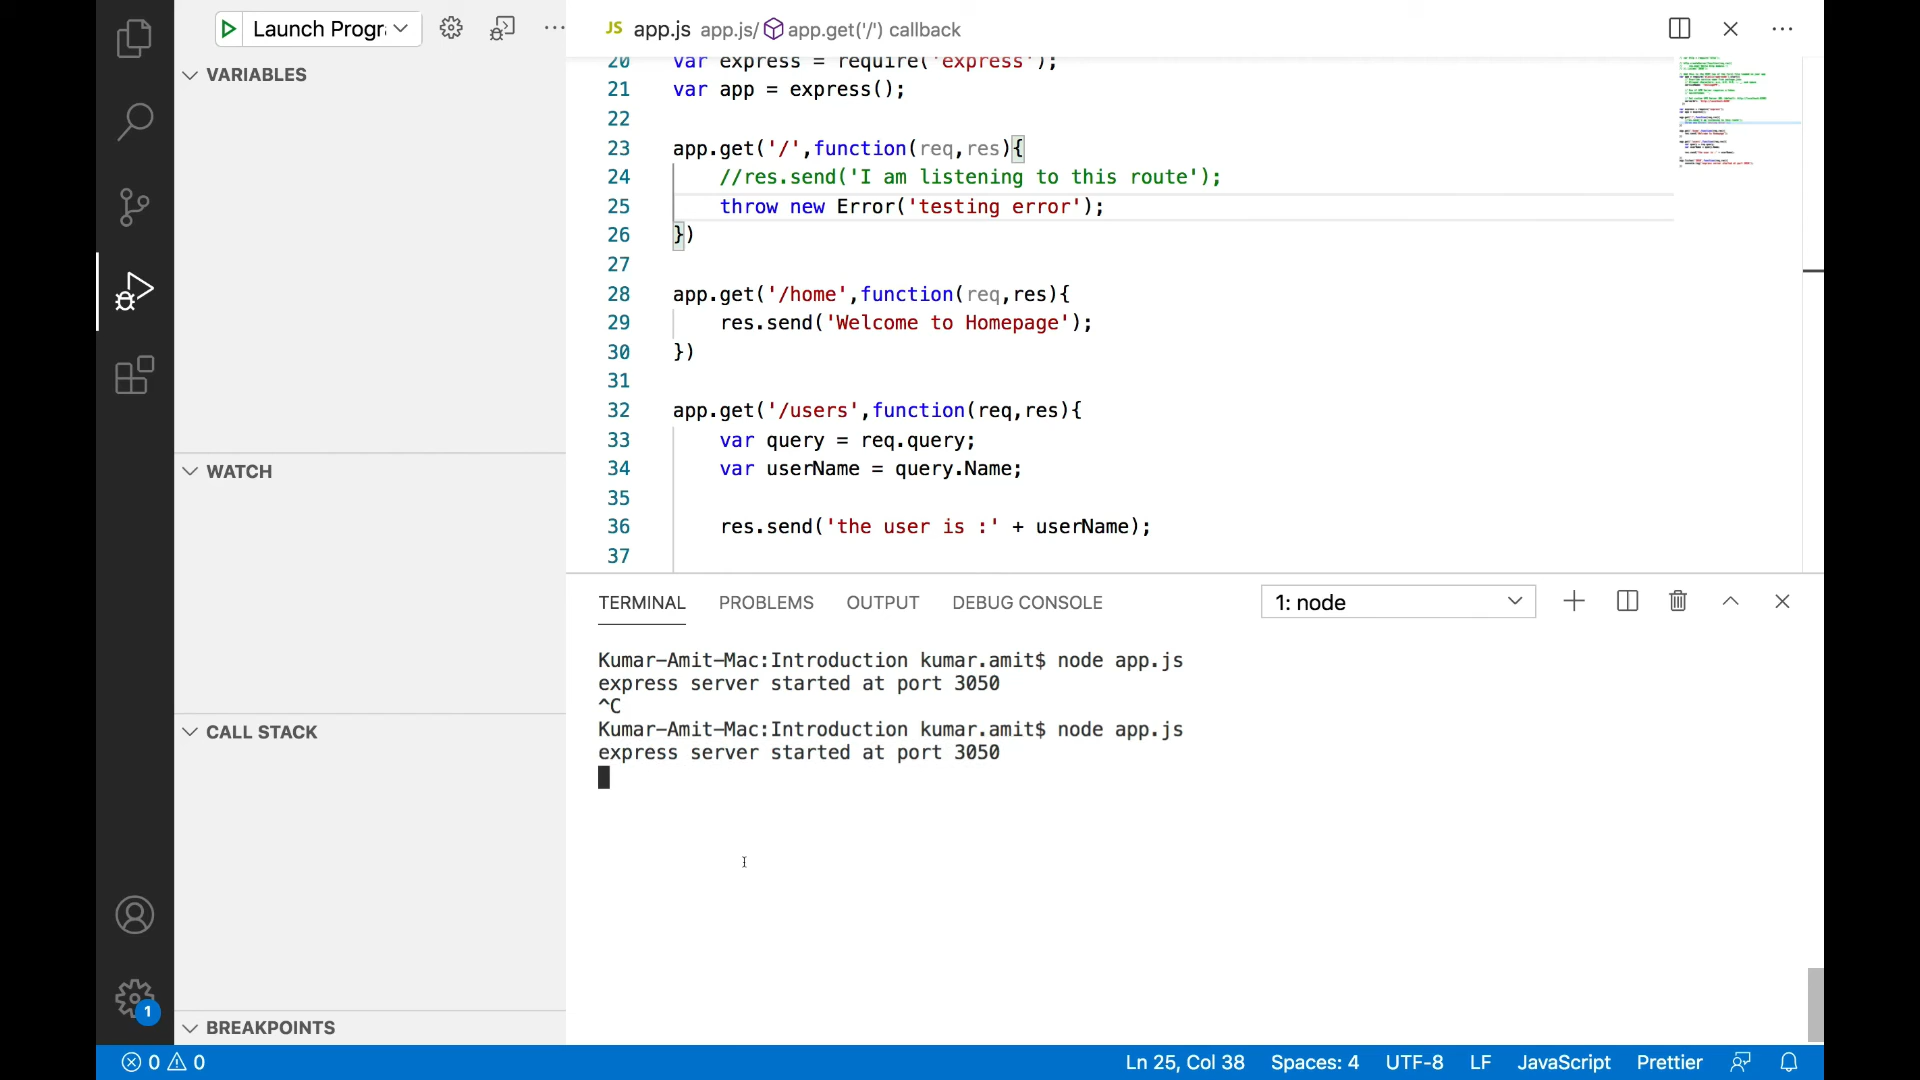 Launch Progr
JS app.js app.js/ app.get('/') callback
VARIABLES
WATCH
CALL STACK
BREAKPOINTS
20 var express = require('express');
21 var app = express();
22
23 app.get('/',function(req,res){
24 //res.send('I am listening to this route');
25 throw new Error('testing error');
26 })
27
28 app.get('/home',function(req,res){
29 res.send('Welcome to Homepage');
30 })
31
32 app.get('/users',function(req,res){
33 var query = req.query;
34 var userName = query.Name;
35
36 res.send('the user is :' + userName);
37
TERMINAL PROBLEMS OUTPUT DEBUG CONSOLE 1: node
Kumar-Amit-Mac:Introduction kumar.amit$ node app.js
express server started at port 3050
^C
Kumar-Amit-Mac:Introduction kumar.amit$ node app.js
express server started at port 3050
1
0 0 Ln 25, Col 38 Spaces: 4 UTF-8 LF JavaScript Prettier